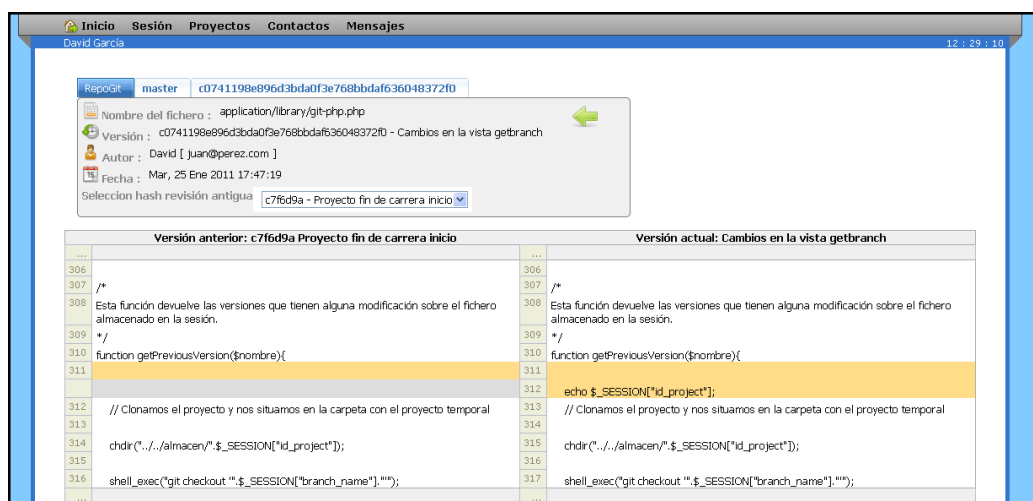 Inicio Sesión Proyectos Contactos Mensajes
David García 12 : 29 : 10
RepoGit master c0741198e896d3bda0f3e768bbdaf636048372f0
Nombre del fichero : application/library/git-php.php
Versión : c0741198e896d3bda0f3e768bbdaf636048372f0 - Cambios en la vista getbranch
Autor : David [ juan@perez.com ]
Fecha : Mar, 25 Ene 2011 17:47:19
Seleccion hash revisión antigua c7f6d9a - Proyecto fin de carrera inicio
Versión anterior: c7f6d9a Proyecto fin de carrera inicio Versión actual: Cambios en la vista getbranch
... ...
306 306
307 /* 307 /*
308 Esta función devuelve las versiones que tienen alguna modificación sobre el fichero 308 Esta función devuelve las versiones que tienen alguna modificación sobre el fichero
almacenado en la sesión. almacenado en la sesión.
309 */ 309 */
310 function getPreviousVersion($nombre){ 310 function getPreviousVersion($nombre){
311 311
312 echo $_SESSION["id_project"];
312 // Clonamos el proyecto y nos situamos en la carpeta con el proyecto temporal 313 // Clonamos el proyecto y nos situamos en la carpeta con el proyecto temporal
313 314
314 chdir("../../almacen/".$_SESSION["id_project"]); 315 chdir("../../almacen/".$_SESSION["id_project"]);
315 316
316 shell_exec("git checkout '".$_SESSION["branch_name"]."'"); 317 shell_exec("git checkout '".$_SESSION["branch_name"]."'");
... ...